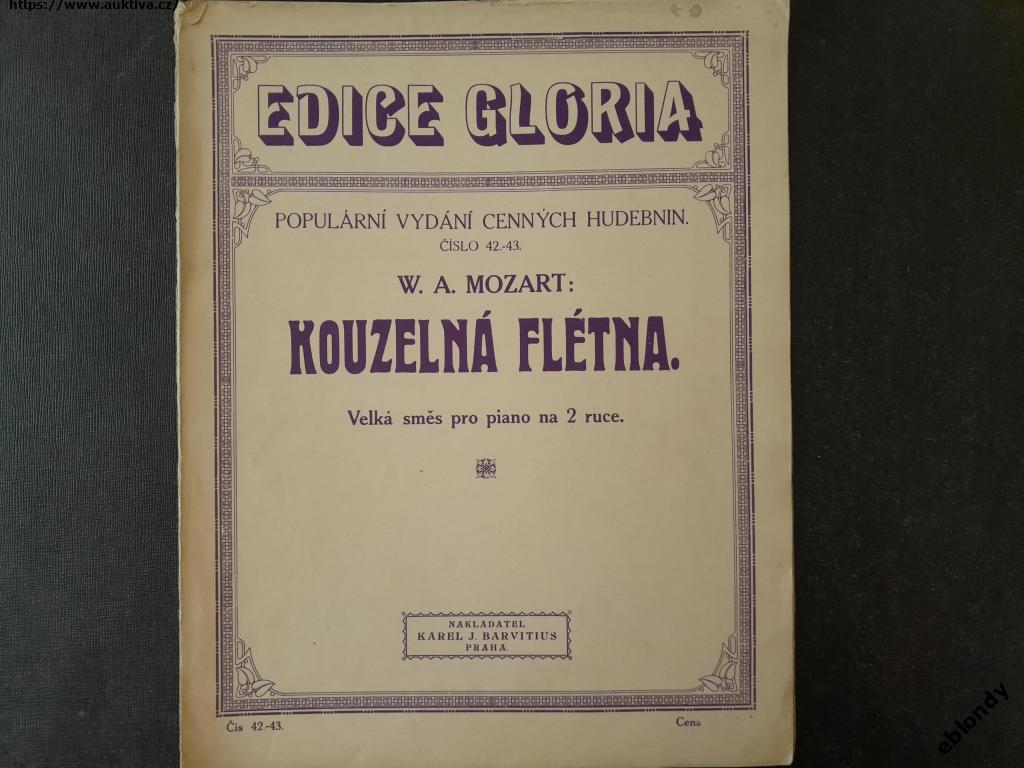 https://www.auktiva.cz/
EDICE GLORIA
POPULÁRNÍ VYDÁNÍ CENNÝCH HUDEBNIN.
ČÍSLO 42.-43.
W. A. MOZART:
KOUZELNÁ FLÉTNA.
Velká směs pro piano na 2 ruce.
NAKLADATEL
KAREL J. BARVITIUS
PRAHA.
Čís 42.-43.
Cena
eblondy